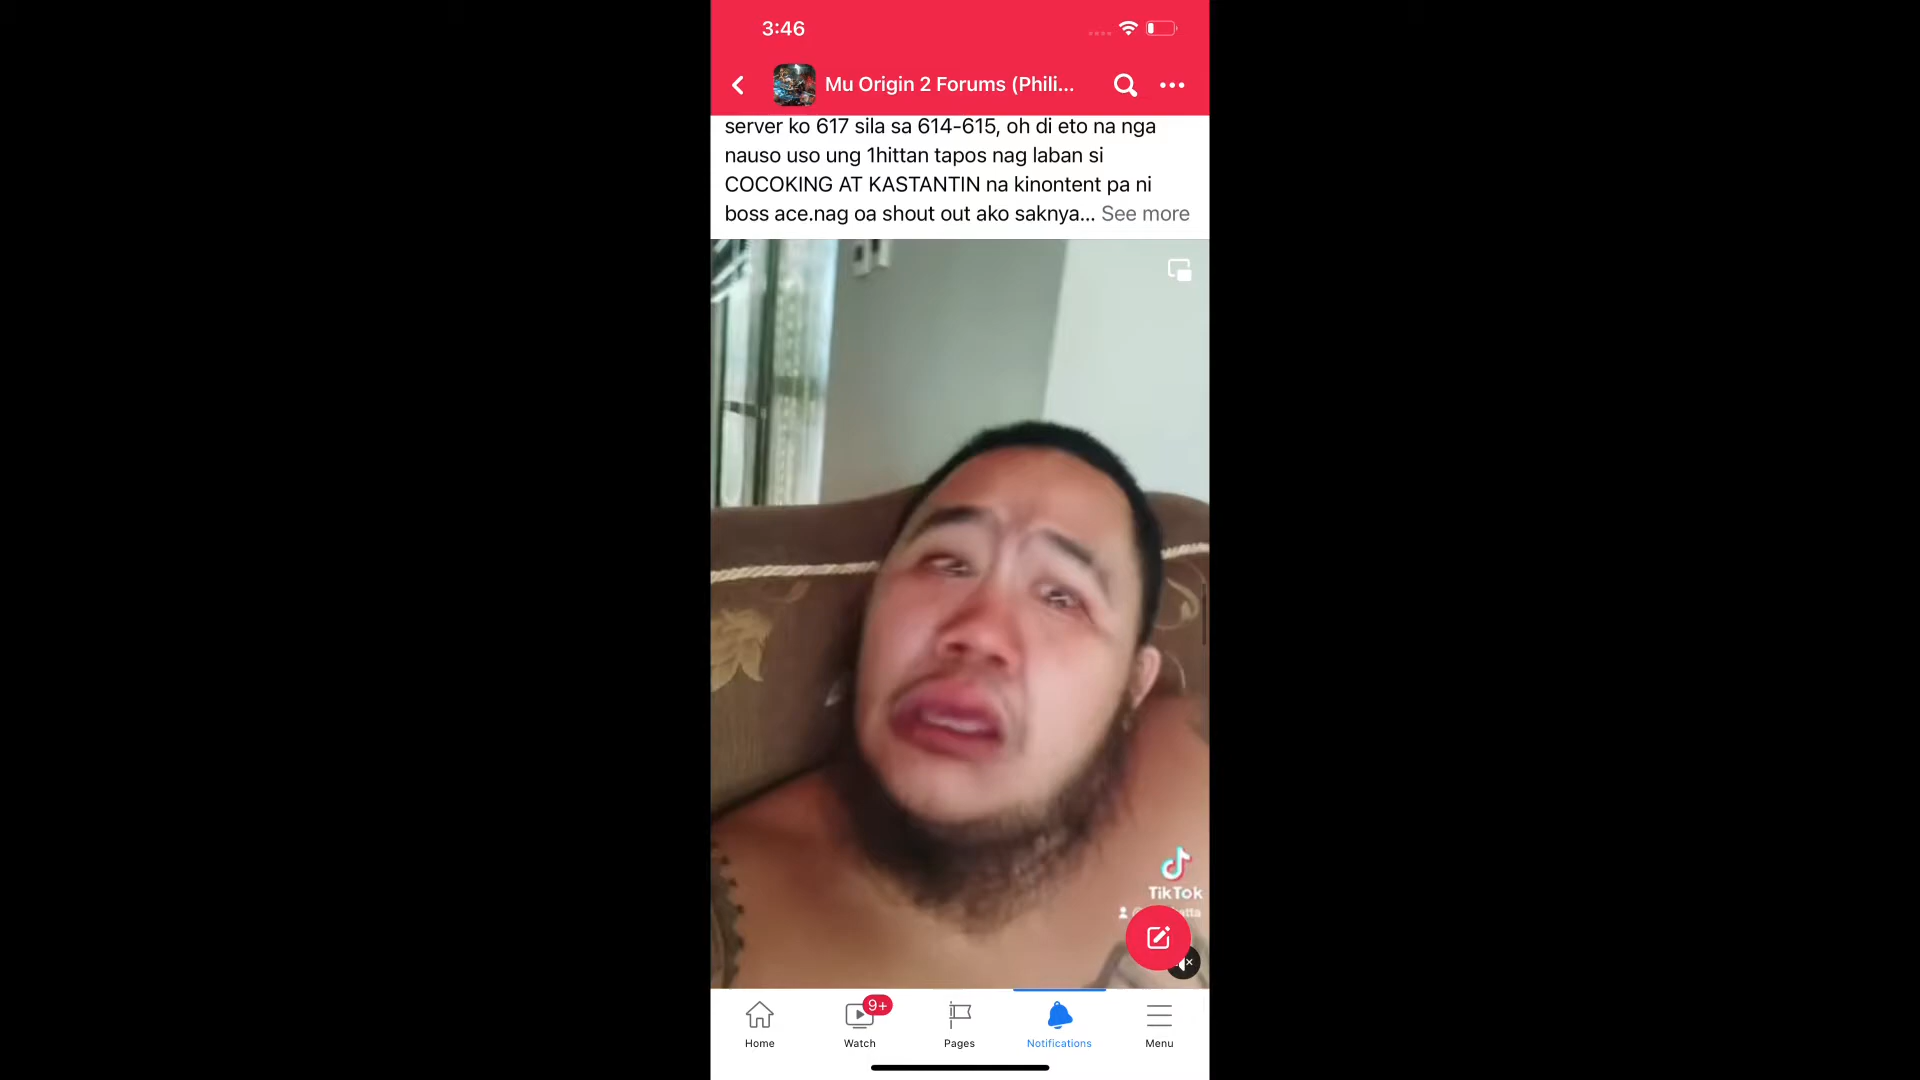 3:46
Mu Origin 2 Forums (Phili...
server ko 617 sila sa 614-615, oh di eto na nga
nauso uso ung 1hittan tapos nag laban si
COCOKING AT KASTANTIN na kinontent pa ni
boss ace.nag oa shout out ako saknya... See more
TikTok
9+
Home
Watch
Pages
Notifications
Menu